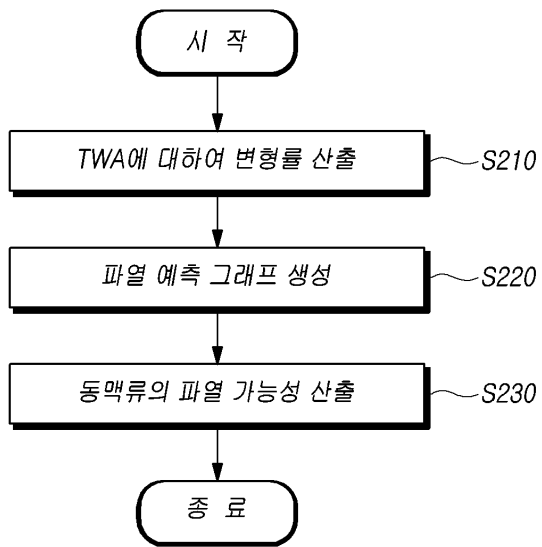 시 작
TWA에 대하여 변형률 산출
S210
파열 예측 그래프 생성
S220
동맥류의 파열 가능성 산출
S230
종 료